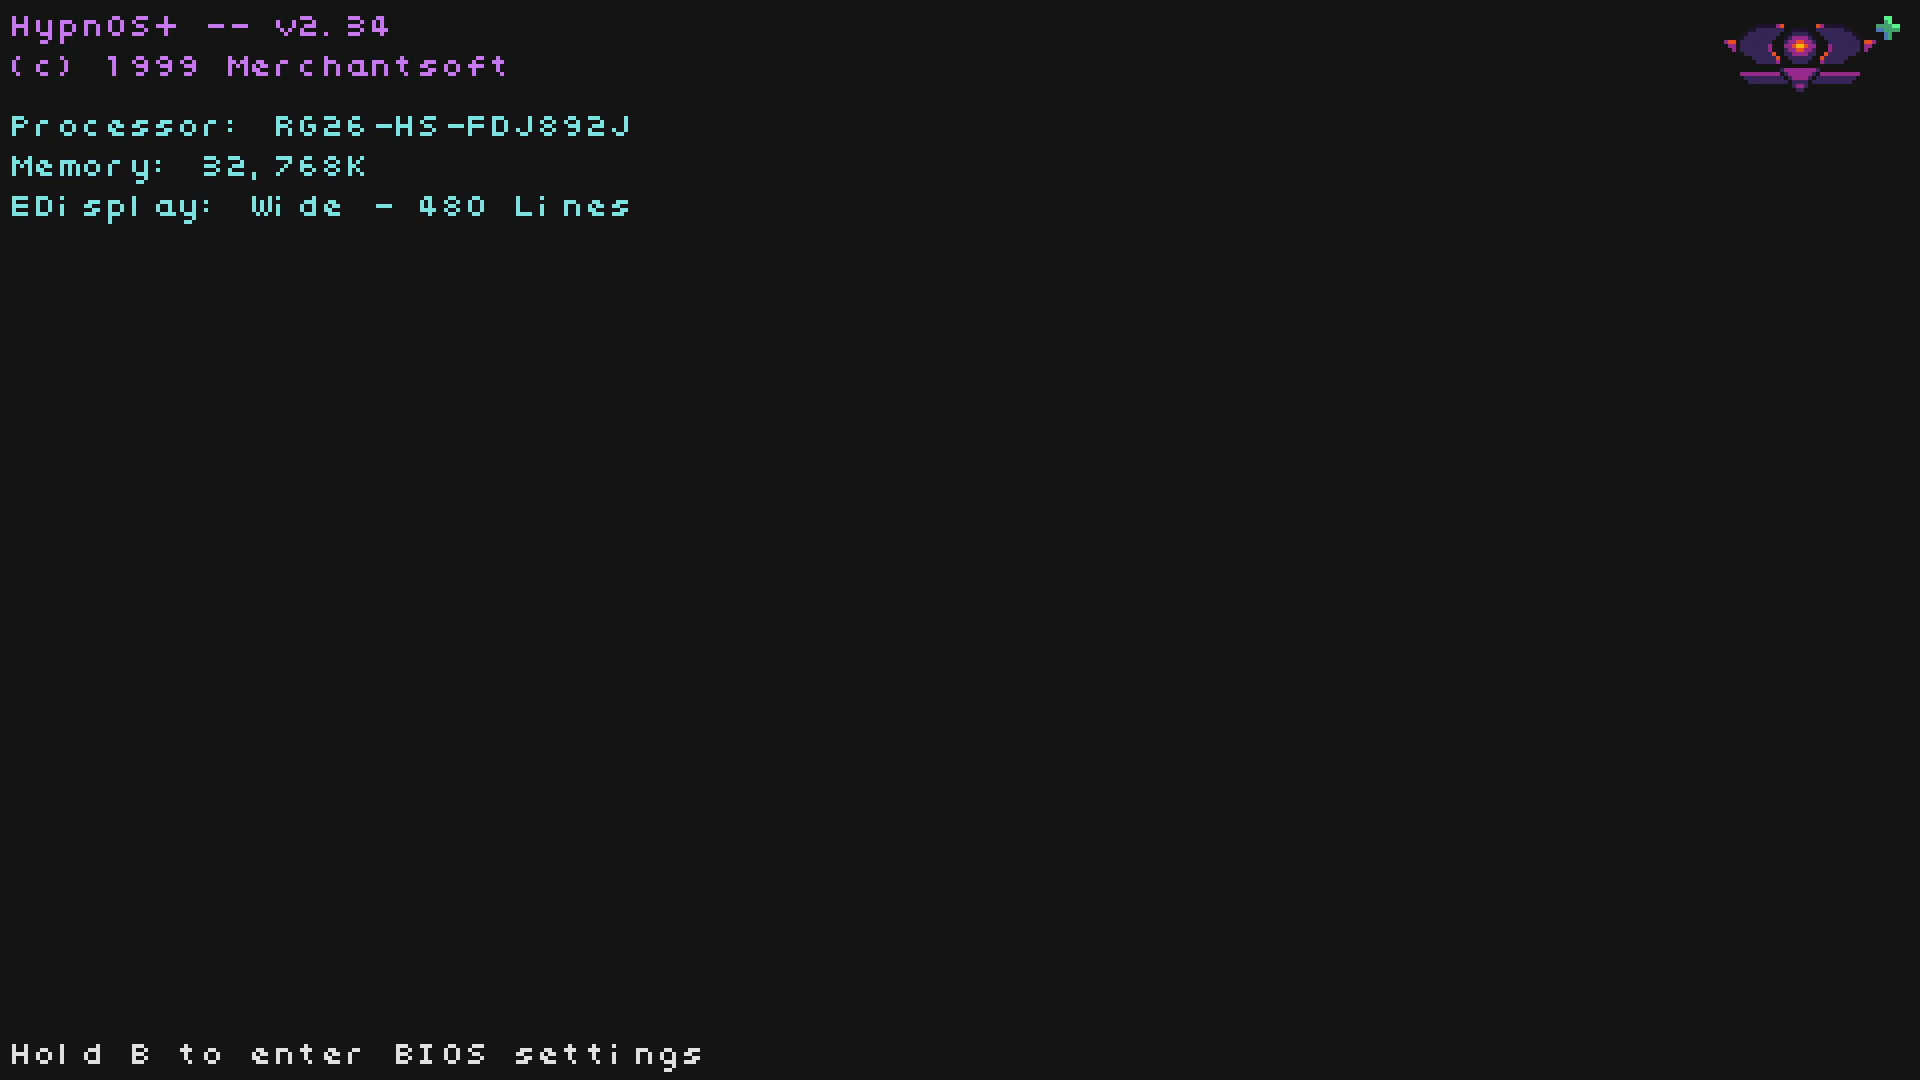 HypnOS+ -- v2.34
(c) 1999 Merchantsoft
Processor: RG26-HS-FDJ892J
Memory: 32,768K
EDisplay: Wide - 480 Lines
Hold B to enter BIOS settings